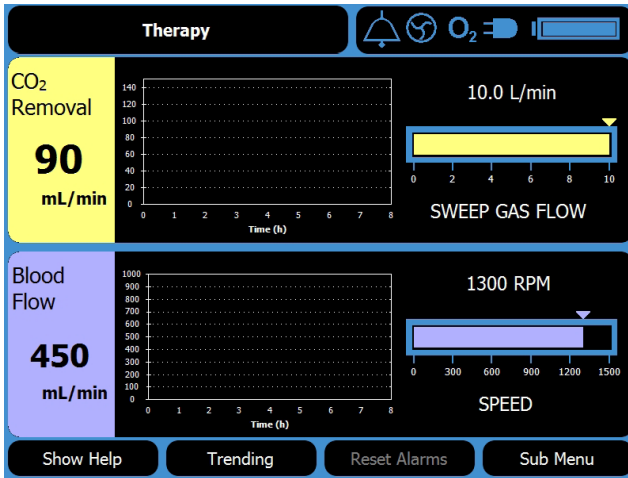 Therapy
O2
CO2
Removal
90
mL/min
140
120
100
80
60
40
20
0
0 1 2 3 4 5 6 7 8
Time (h)
10.0 L/min
0 2 4 6 8 10
SWEEP GAS FLOW
Blood
Flow
450
mL/min
1000
900
800
700
600
500
400
300
200
100
0
0 1 2 3 4 5 6 7 8
Time (h)
1300 RPM
0 300 600 900 1200 1500
SPEED
Show Help Trending Reset Alarms Sub Menu